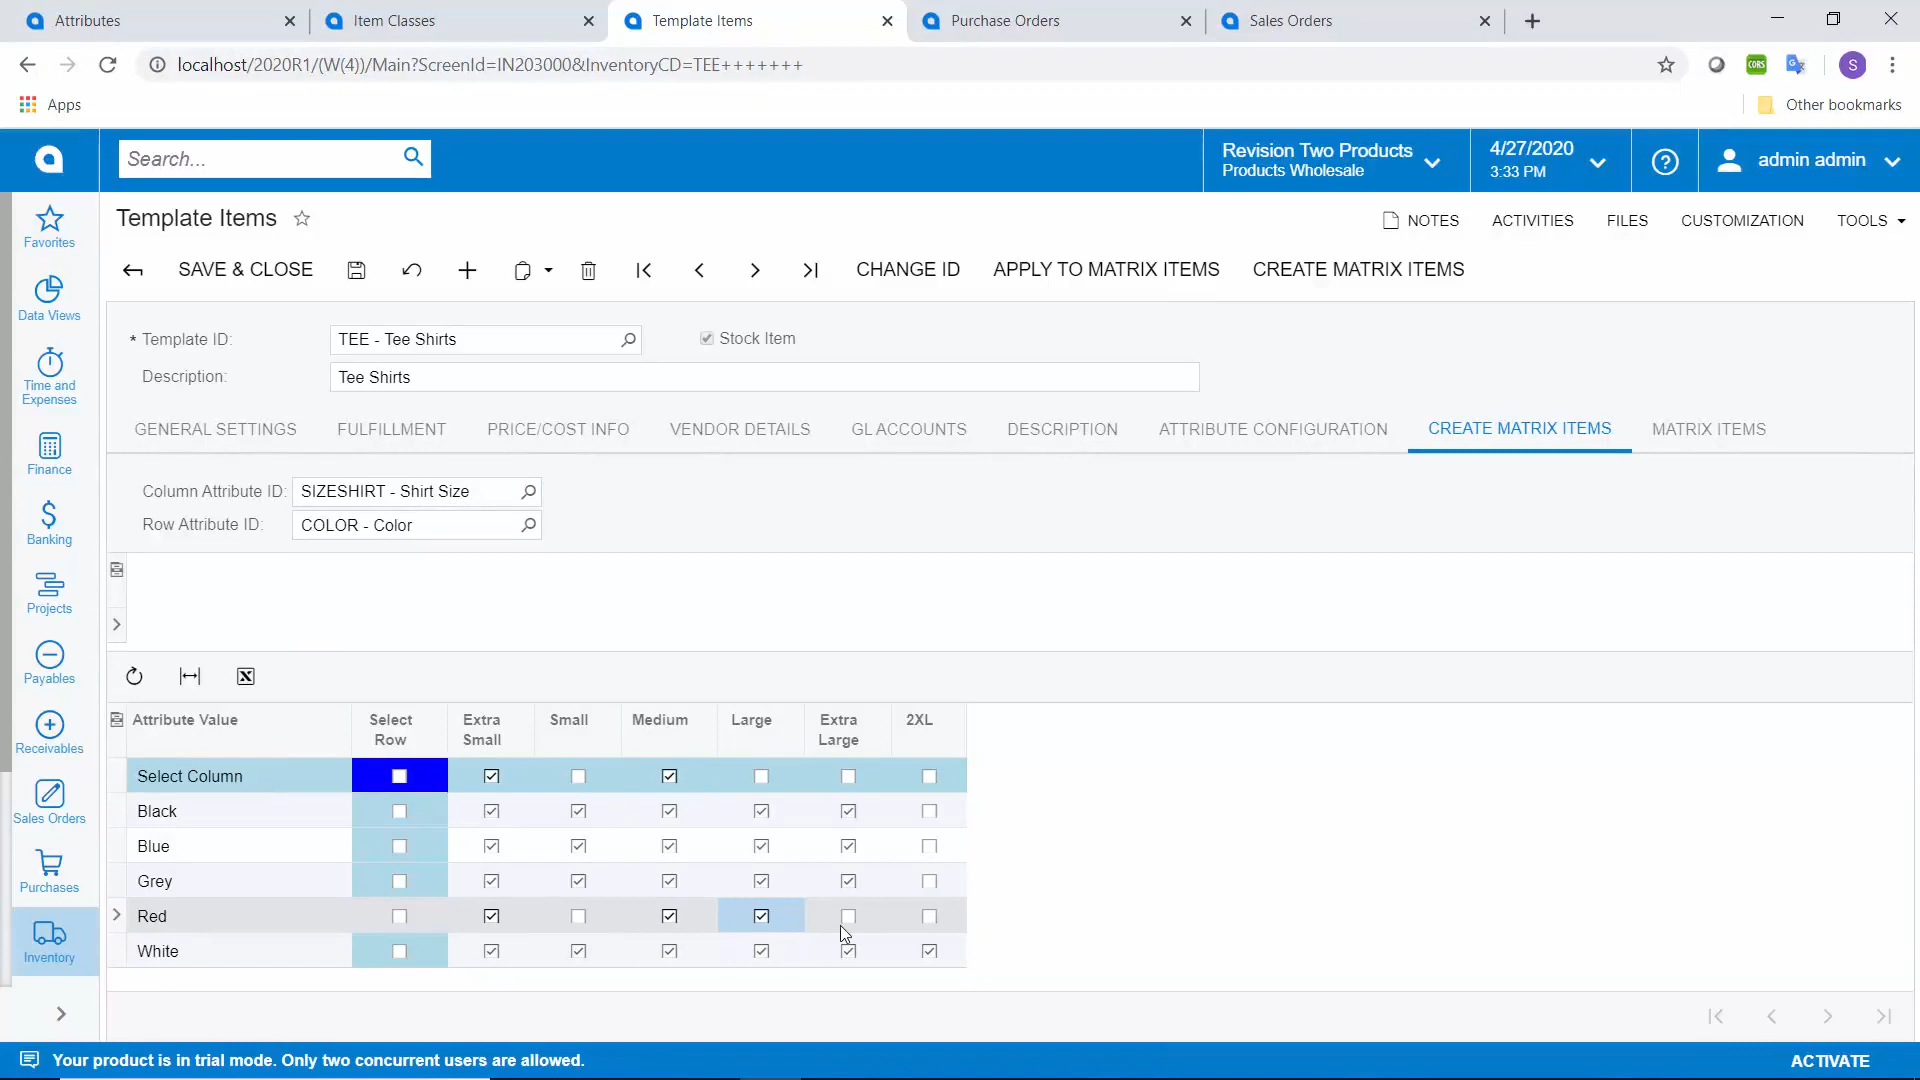 Attributes
Item Classes
Template Items
Purchase Orders
Sales Orders
localhost/2020R1/(W(4))/Main?ScreenId=IN203000&InventoryCD=TEE+++++++
CORS
S
Apps
Other bookmarks
Search...
Revision Two Products
Products Wholesale
4/27/2020
3:33 PM
admin admin
Favorites
Data Views
Time and
Expenses
Finance
Banking
Projects
Payables
Receivables
Sales Orders
Purchases
Inventory
Template Items
NOTES
ACTIVITIES
FILES
CUSTOMIZATION
TOOLS
SAVE & CLOSE
CHANGE ID
APPLY TO MATRIX ITEMS
CREATE MATRIX ITEMS
* Template ID:
TEE - Tee Shirts
Stock Item
Description:
Tee Shirts
GENERAL SETTINGS
FULFILLMENT
PRICE/COST INFO
VENDOR DETAILS
GL ACCOUNTS
DESCRIPTION
ATTRIBUTE CONFIGURATION
CREATE MATRIX ITEMS
MATRIX ITEMS
Column Attribute ID:
SIZESHIRT - Shirt Size
Row Attribute ID:
COLOR - Color
Attribute Value
Select
Row
Extra
Small
Small
Medium
Large
Extra
Large
2XL
Select Column
Black
Blue
Grey
Red
White
Your product is in trial mode. Only two concurrent users are allowed.
ACTIVATE